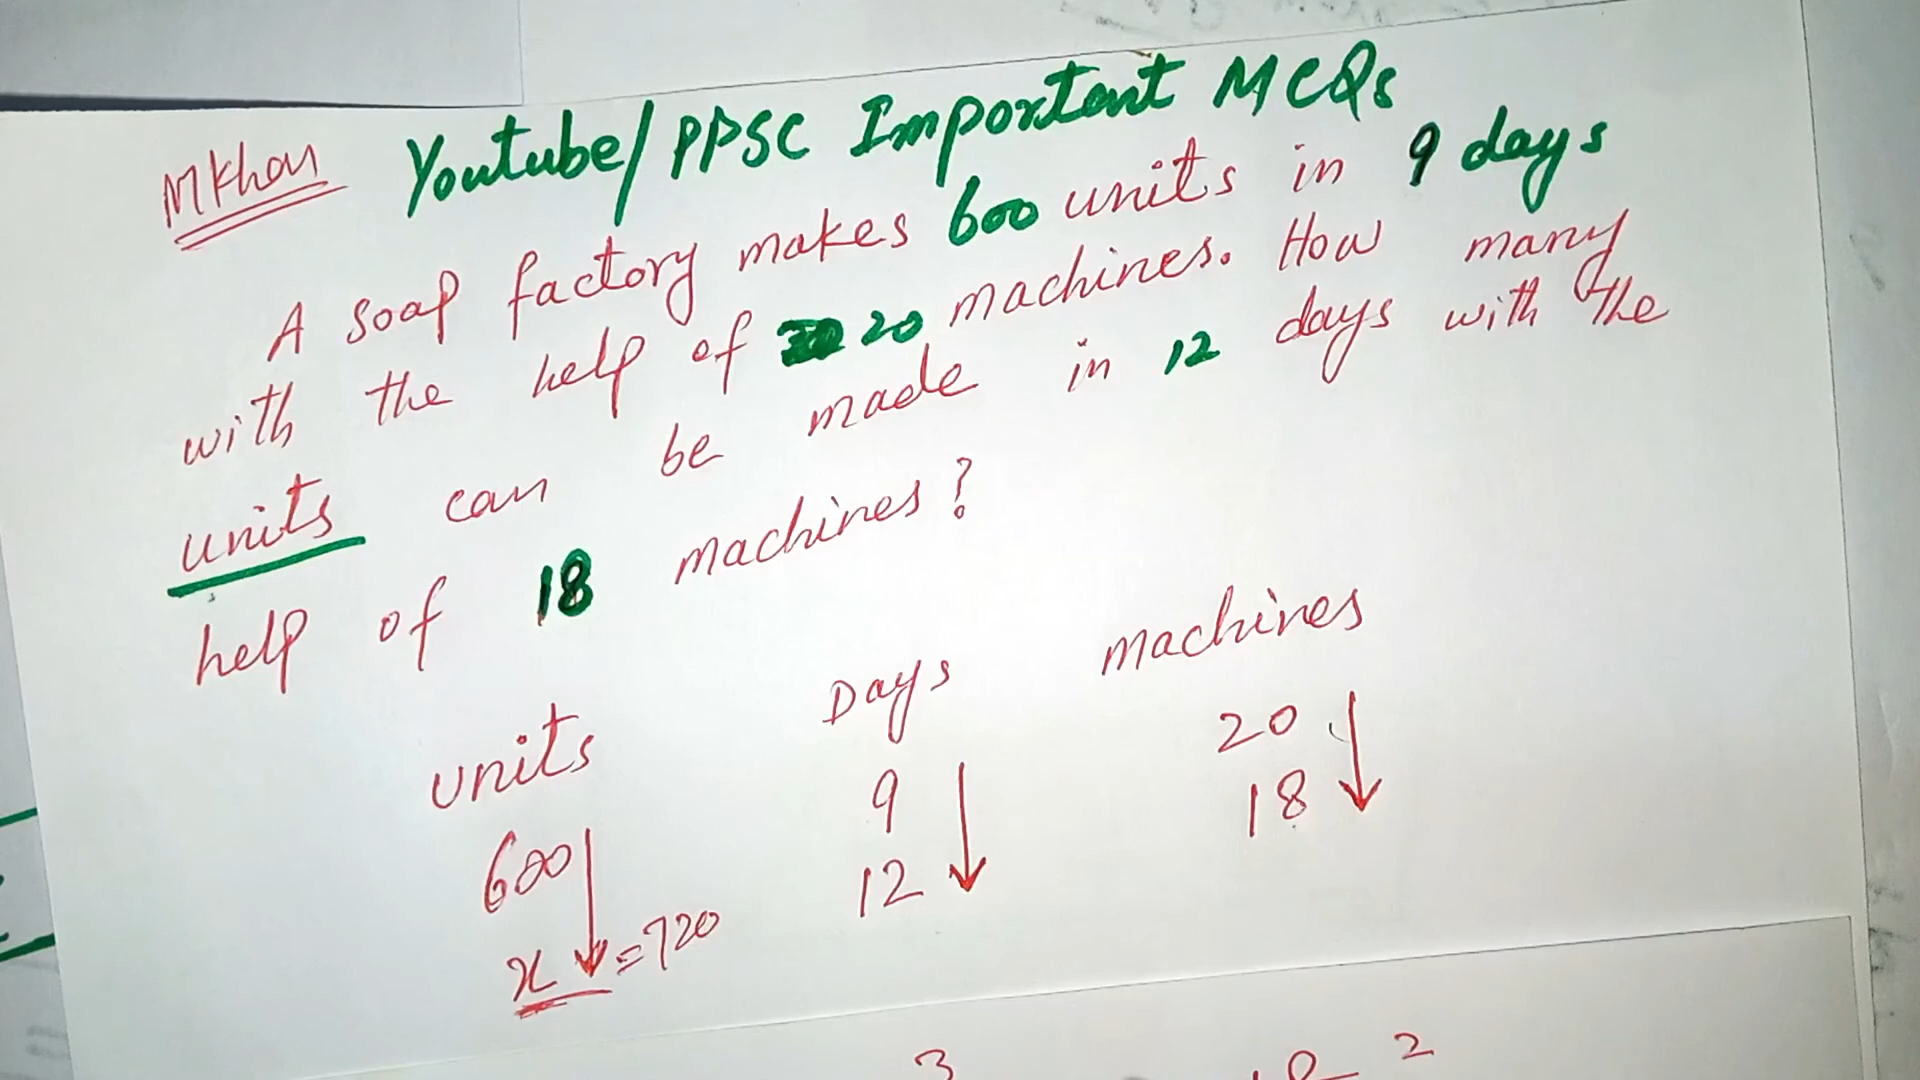 MKhan Youtube/PPSC Important MCQs
A soap factory makes 600 units in 9 days
with the help of 20 machines. How many
units can be made in 12 days with the
help of 18 machines?
units Days machines
600 9 20
x = 720 12 18
3 2